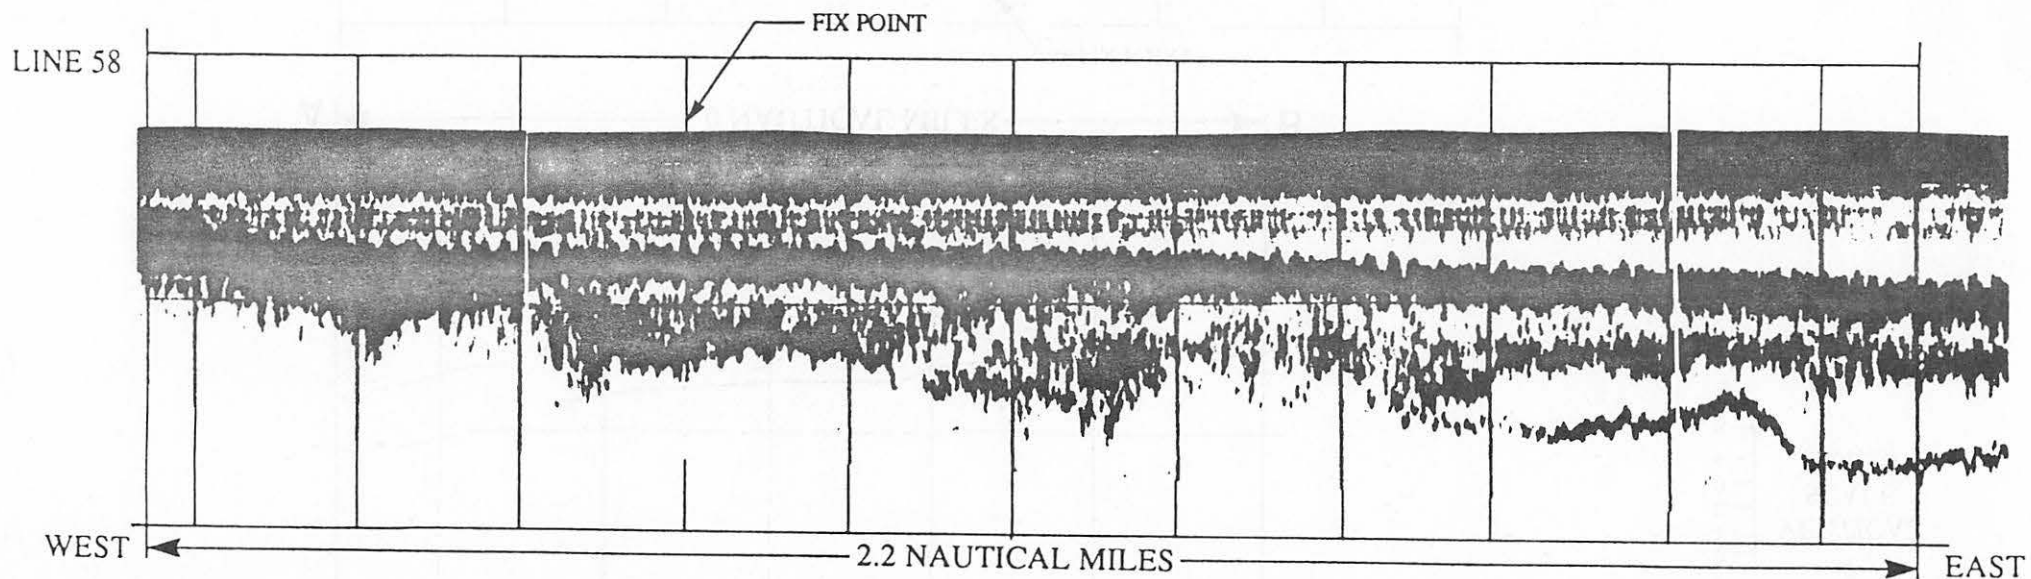 FIX POINT
LINE 58
WEST
2.2 NAUTICAL MILES
EAST